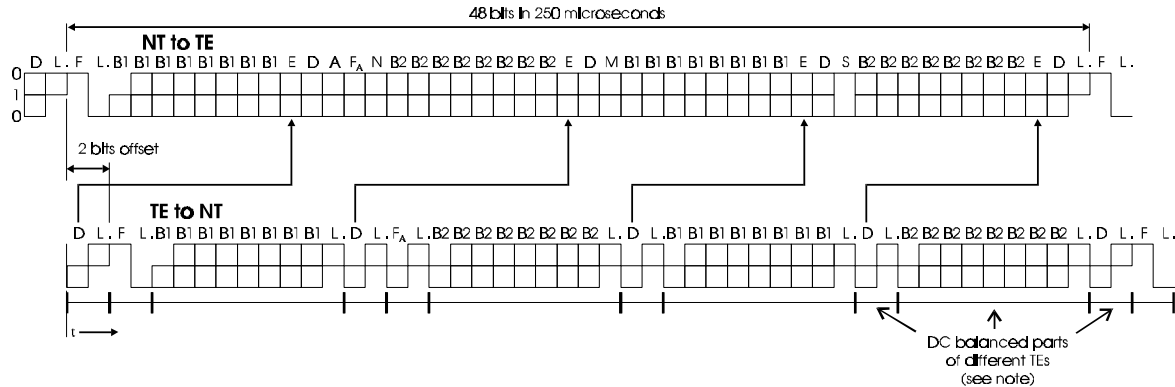 48 bits in 250 microseconds
NT to TE
D L. F L. B1 B1 B1 B1 B1 B1 B1 B1 E D A FA N B2 B2 B2 B2 B2 B2 B2 B2 E D M B1 B1 B1 B1 B1 B1 B1 B1 E D S B2 B2 B2 B2 B2 B2 B2 B2 E D L. F L.
0
1
0
2 bits offset
TE to NT
D L. F L. B1 B1 B1 B1 B1 B1 B1 B1 L. D L. FA L. B2 B2 B2 B2 B2 B2 B2 B2 L. D L. B1 B1 B1 B1 B1 B1 B1 B1 L. D L. B2 B2 B2 B2 B2 B2 B2 B2 L. D L. F L.
t
DC balanced parts
of different TEs
(see note)